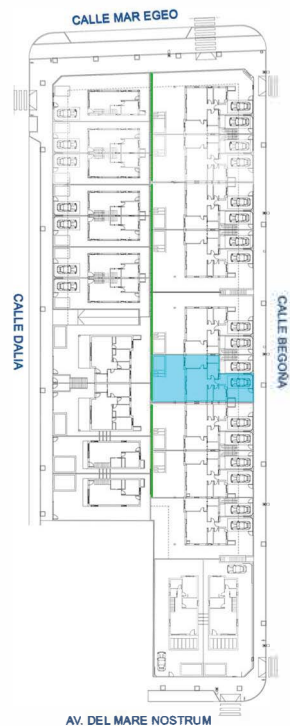 CALLE MAR EGEO
CALLE DALIA
CALLE BEGOÑA
AV. DEL MARE NOSTRUM